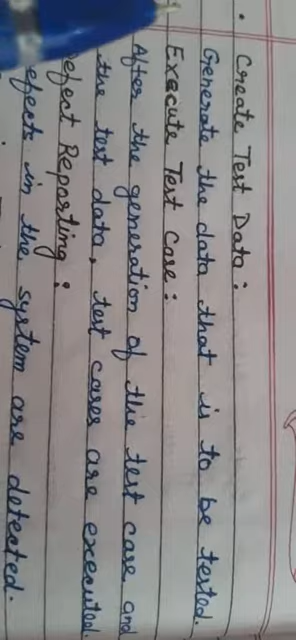 • Create Test Data:
Generate the data that is to be tested.
Execute Test Case:
After the generation of the test case and
the test data, test cases are executed.
efect Reporting:
efects in the system are detected.